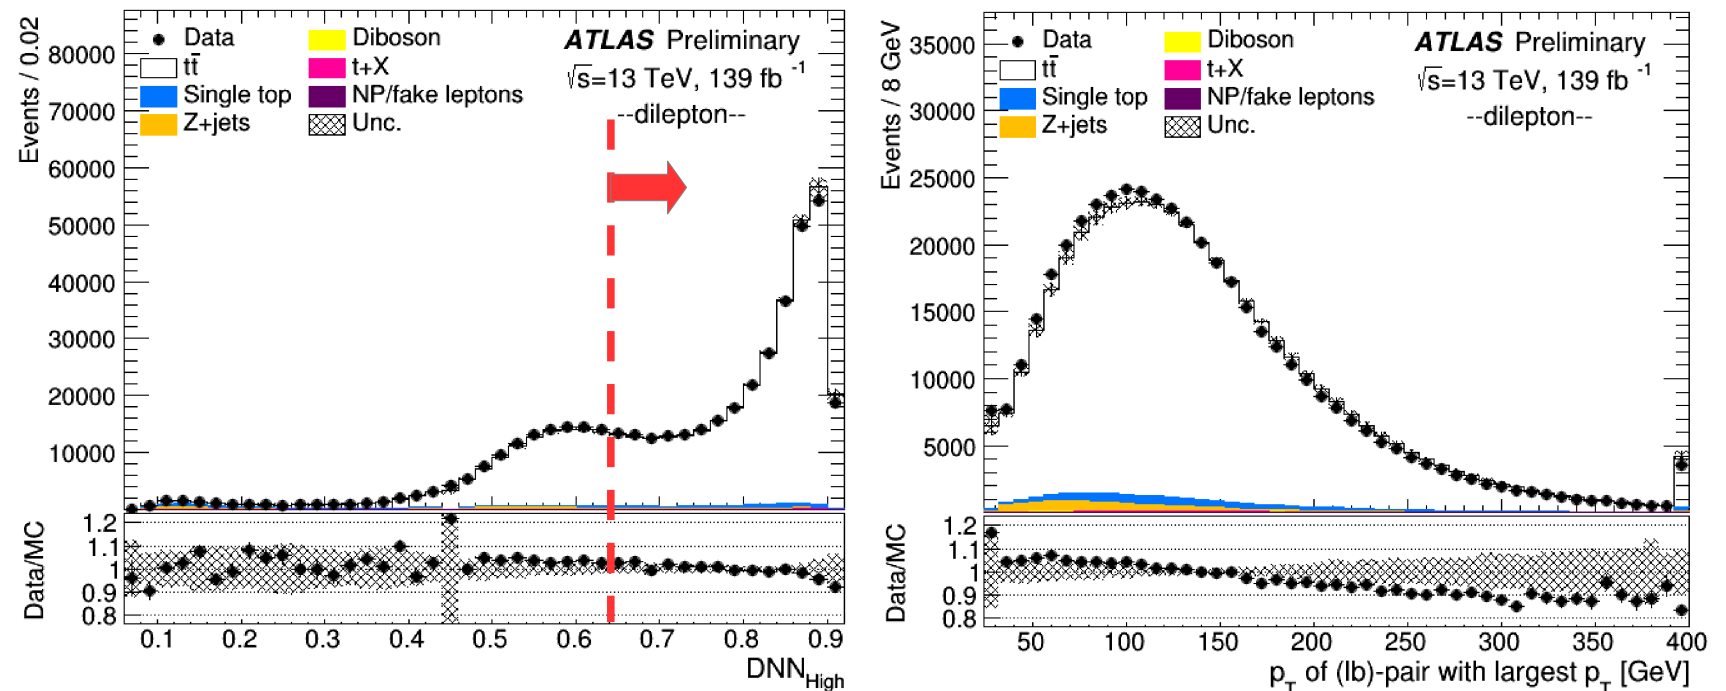 Events / 0.02
80000
70000
60000
50000
40000
30000
20000
10000
Data
tt̄
Single top
Z+jets
Diboson
t+X
NP/fake leptons
Unc.
ATLAS Preliminary
√s=13 TeV, 139 fb⁻¹
--dilepton--
Data/MC
1.2
1.1
1
0.9
0.8
0.1 0.2 0.3 0.4 0.5 0.6 0.7 0.8 0.9
DNN_High
Events / 8 GeV
35000
30000
25000
20000
15000
10000
5000
Data
tt̄
Single top
Z+jets
Diboson
t+X
NP/fake leptons
Unc.
ATLAS Preliminary
√s=13 TeV, 139 fb⁻¹
--dilepton--
Data/MC
1.2
1.1
1
0.9
0.8
50 100 150 200 250 300 350 400
p_T of (lb)-pair with largest p_T [GeV]